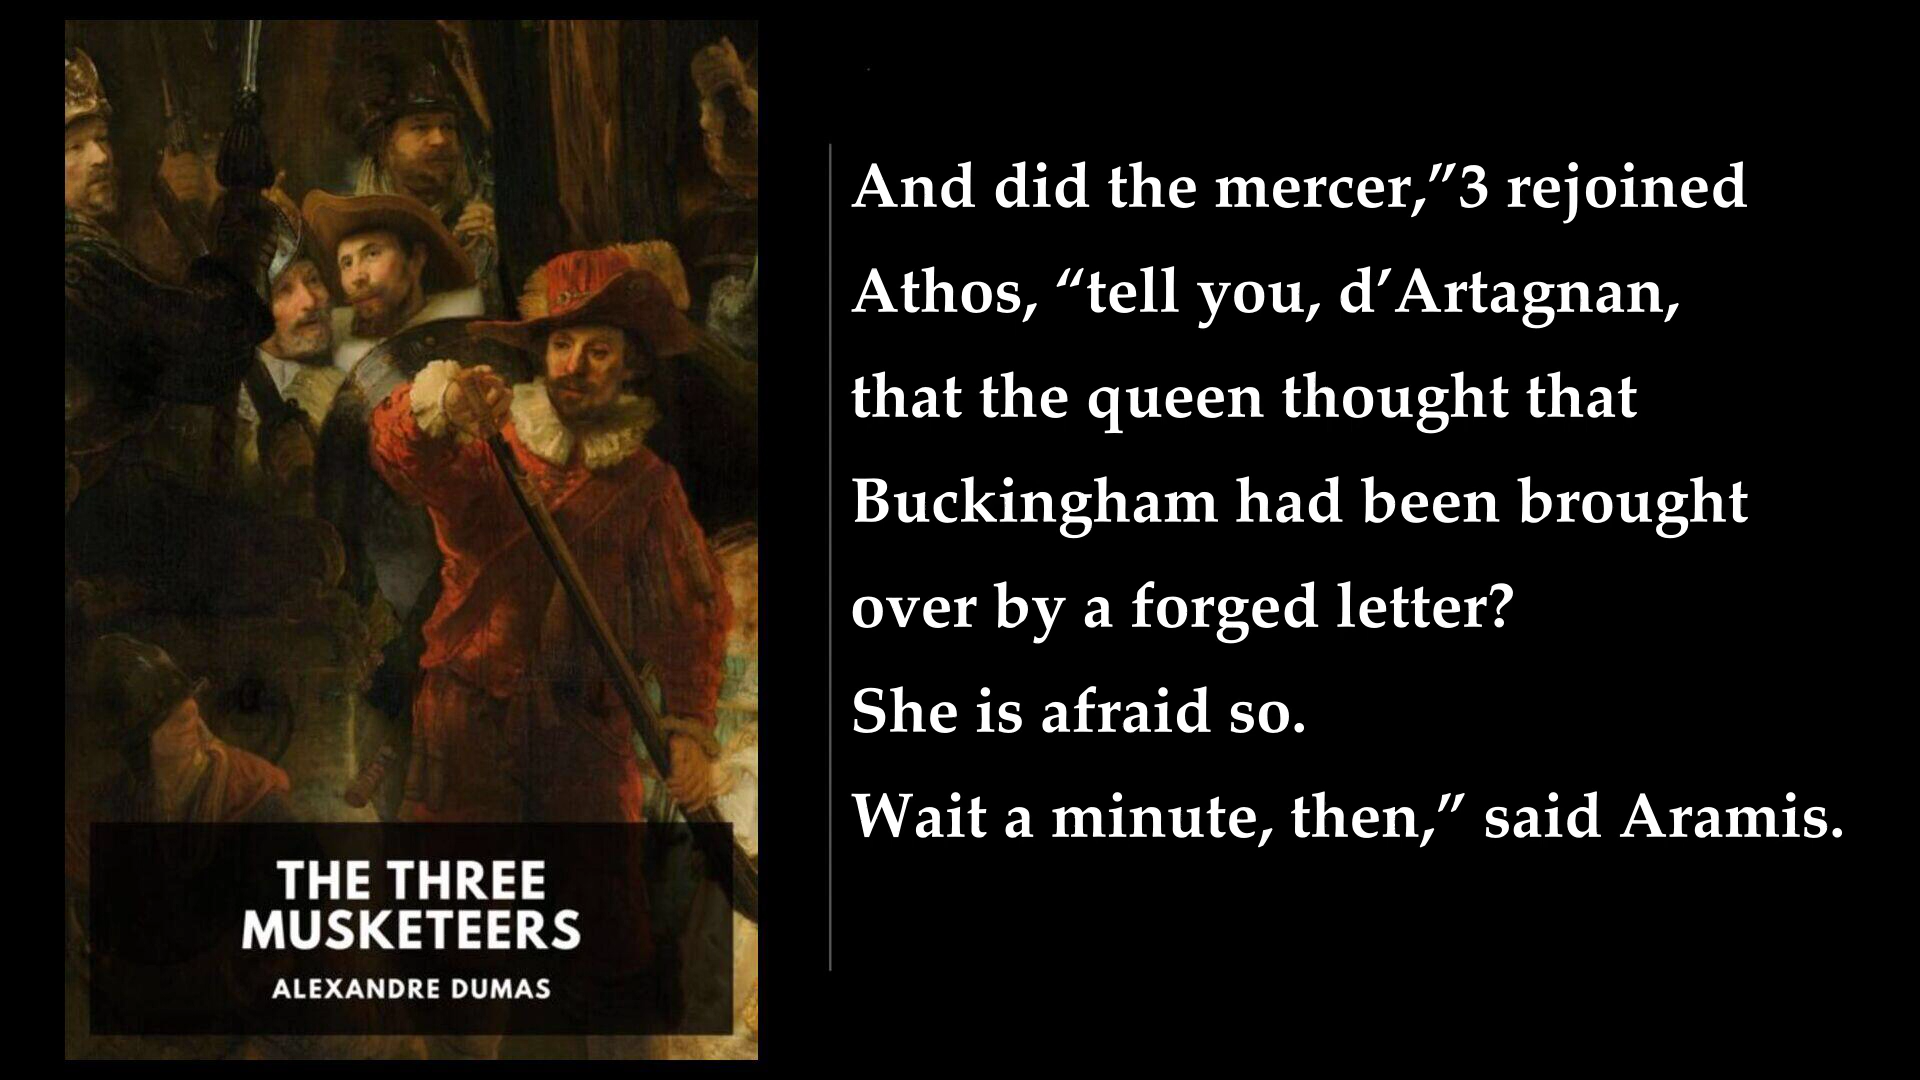 THE THREE
MUSKETEERS
ALEXANDRE DUMAS
And did the mercer,”3 rejoined
Athos, “tell you, d’Artagnan,
that the queen thought that
Buckingham had been brought
over by a forged letter?
She is afraid so.
Wait a minute, then,” said Aramis.